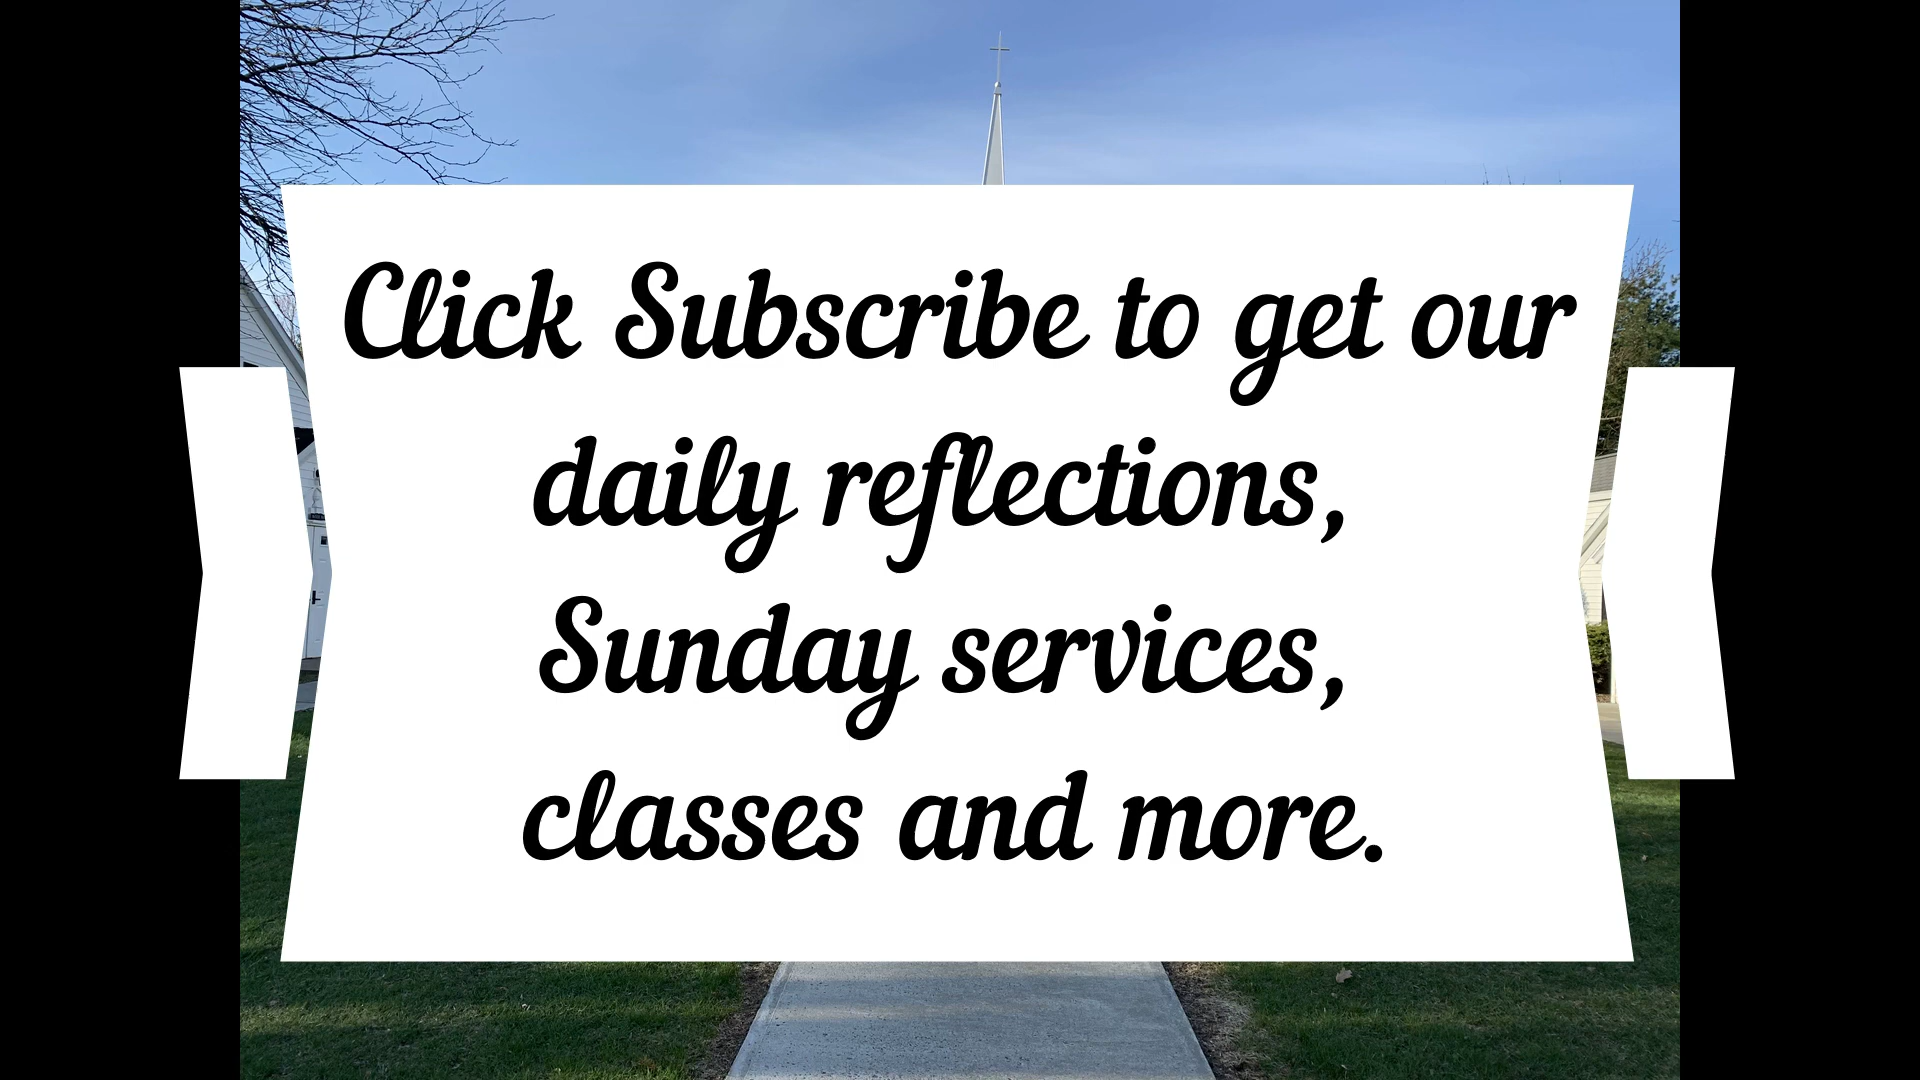 Click Subscribe to get our
daily reflections,
Sunday services,
classes and more.